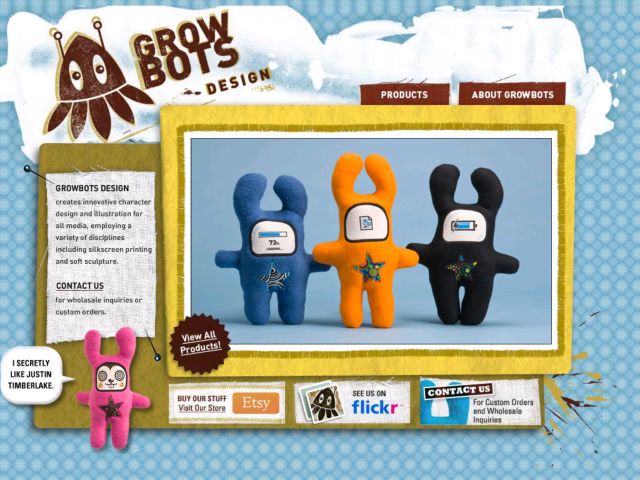 GROW
BOTS
DESIGN
PRODUCTS
ABOUT GROWBOTS
GROWBOTS DESIGN
creates innovative character
design and illustration for
all media, employing a
variety of disciplines
including silkscreen printing
and soft sculpture.
CONTACT US
for wholasale inquiries or
custom orders.
73%
LOADING...
View All
Products!
I SECRETLY
LIKE JUSTIN
TIMBERLAKE.
BUY OUR STUFF
Visit Our Store
Etsy
SEE US ON
flickr
CONTACT US
For Custom Orders
and Wholesale
Inquiries